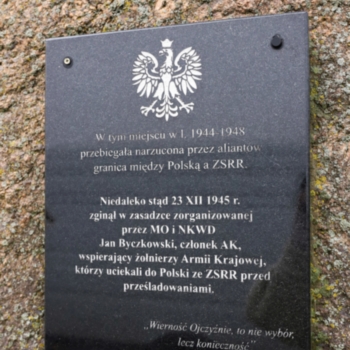 W tym miejscu w l. 1944-1948
przebiegała narzucona przez aliantów
granica między Polską a ZSRR.
Niedaleko stąd 23 XII 1945 r.
zginął w zasadzce zorganizowanej
przez MO i NKWD
Jan Byczkowski, członek AK,
wspierający żołnierzy Armii Krajowej,
którzy uciekali do Polski ze ZSRR przed
prześladowaniami.
„Wierność Ojczyźnie, to nie wybór,
lecz konieczność"